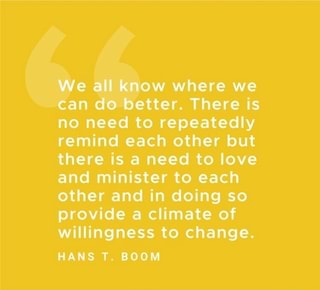 We all know where we
can do better. There is
no need to repeatedly
remind each other but
there is a need to love
and minister to each
other and in doing so
provide a climate of
willingness to change.
HANS T. BOOM